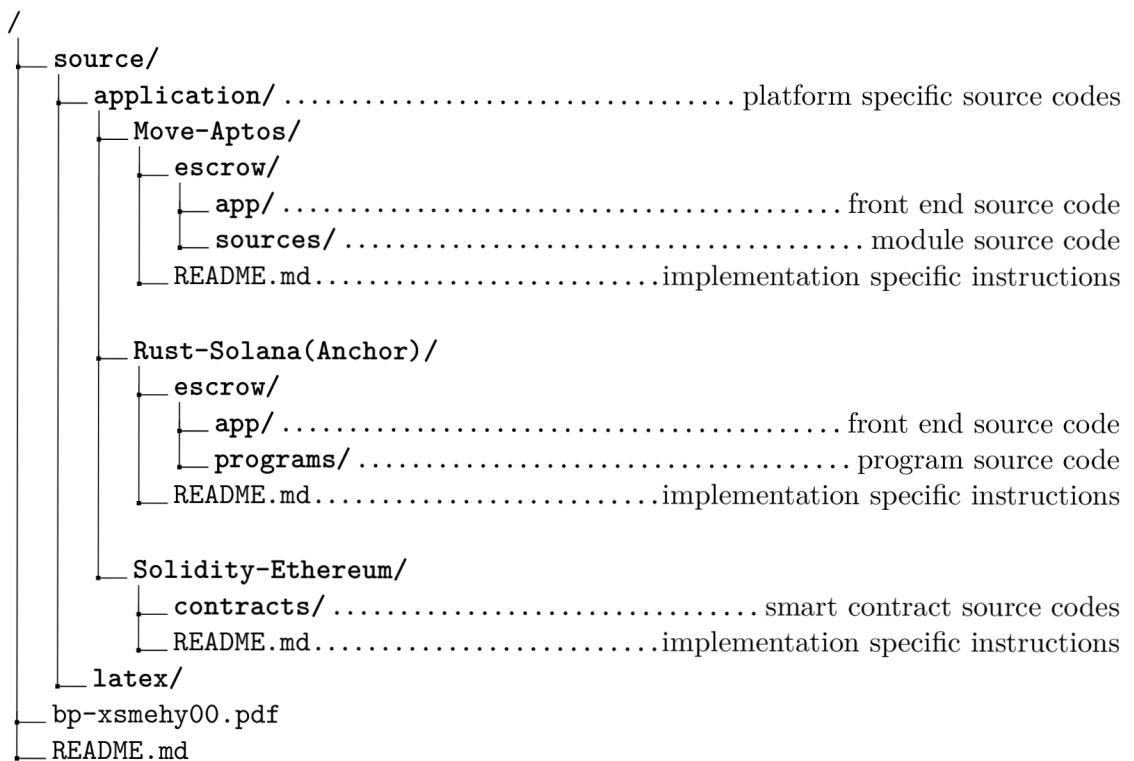 /
source/
application/ .................................. platform specific source codes
Move-Aptos/
escrow/
app/ .......................................... front end source code
sources/ ....................................... module source code
README.md..........................implementation specific instructions
Rust-Solana(Anchor)/
escrow/
app/ .......................................... front end source code
programs/ ..................................... program source code
README.md..........................implementation specific instructions
Solidity-Ethereum/
contracts/ ................................ smart contract source codes
README.md..........................implementation specific instructions
latex/
bp-xsmehy00.pdf
README.md